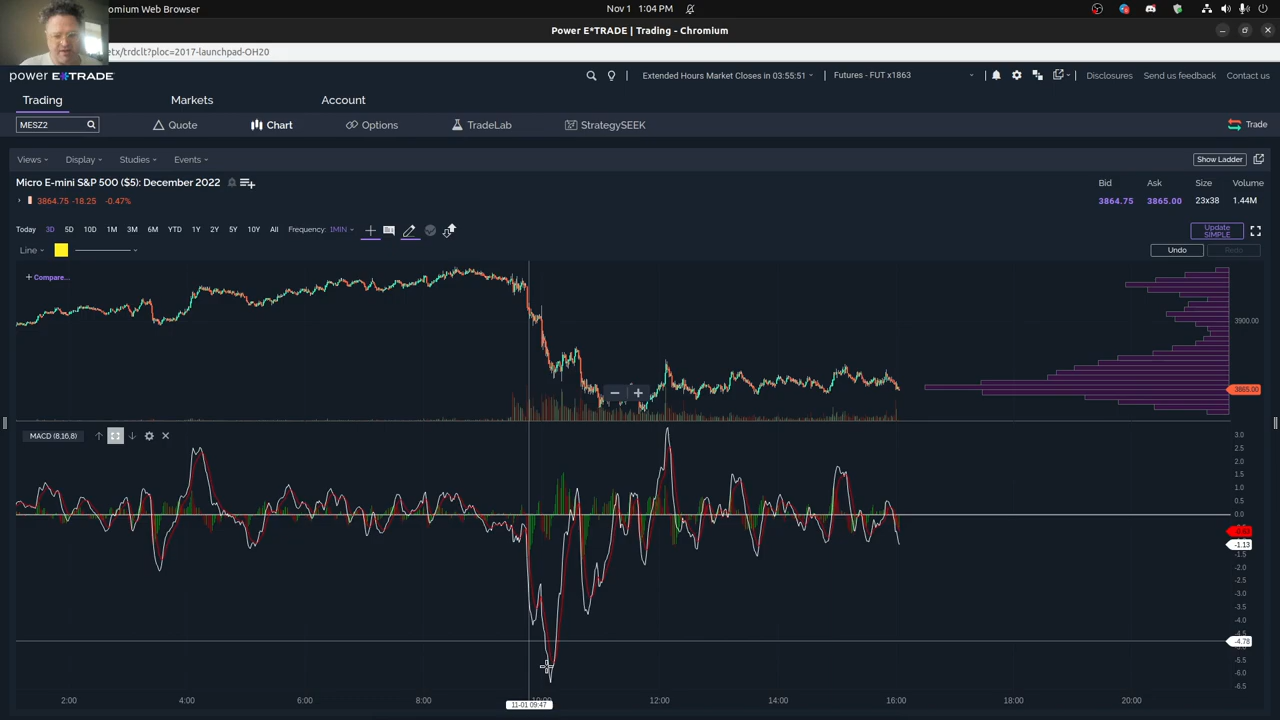 omium Web Browser
Nov 1 1:04 PM
Power E*TRADE | Trading - Chromium
etx/trdclt?ploc=2017-launchpad-OH20
power E*TRADE
Extended Hours Market Closes in 03:55:51
Futures - FUT x1863
Disclosures
Send us feedback
Contact us
Trading
Markets
Account
MESZ2
Quote
Chart
Options
TradeLab
StrategySEEK
Trade
Views
Display
Studies
Events
Show Ladder
Micro E-mini S&P 500 ($5): December 2022
Bid
Ask
Size
Volume
3864.75 -18.25 -0.47%
3864.75
3865.00
23x38
1.44M
Today
3D
5D
10D
1M
3M
6M
YTD
1Y
2Y
5Y
10Y
All
Frequency: 1MIN
Update SIMPLE
Line
Undo
Redo
+ Compare...
3900.00
3865.00
MACD (8,16,8)
3.0
2.5
2.0
1.5
1.0
0.5
0.0
-1.13
-1.5
-2.0
-2.5
-3.0
-3.5
-4.0
-4.78
-5.5
-6.0
-6.5
2:00
4:00
6:00
8:00
10:00
12:00
14:00
16:00
18:00
20:00
11-01 09:47